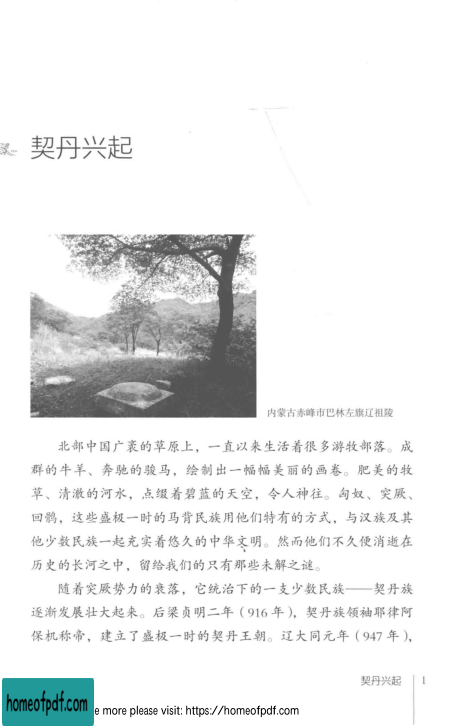 契丹兴起
内蒙古赤峰市巴林左旗辽祖陵
北部中国广袤的草原上，一直以来生活着很多游牧部落。成
群的牛羊、奔驰的骏马，绘制出一幅幅美丽的画卷。肥美的牧
草、清澈的河水，点缀着碧蓝的天空，令人神往。匈奴、突厥、
回鹘，这些盛极一时的马背民族用他们特有的方式，与汉族及其
他少数民族一起充实着悠久的中华文明。然而他们不久便消逝在
历史的长河之中，留给我们的只有那些未解之谜。
随着突厥势力的衰落，它统治下的一支少数民族——契丹族
逐渐发展壮大起来。后梁贞明二年（916 年），契丹族领袖耶律阿
保机称帝，建立了盛极一时的契丹王朝。辽大同元年（947 年），
契丹兴起 1
homeofpdf.com
e more please visit: https://homeofpdf.com